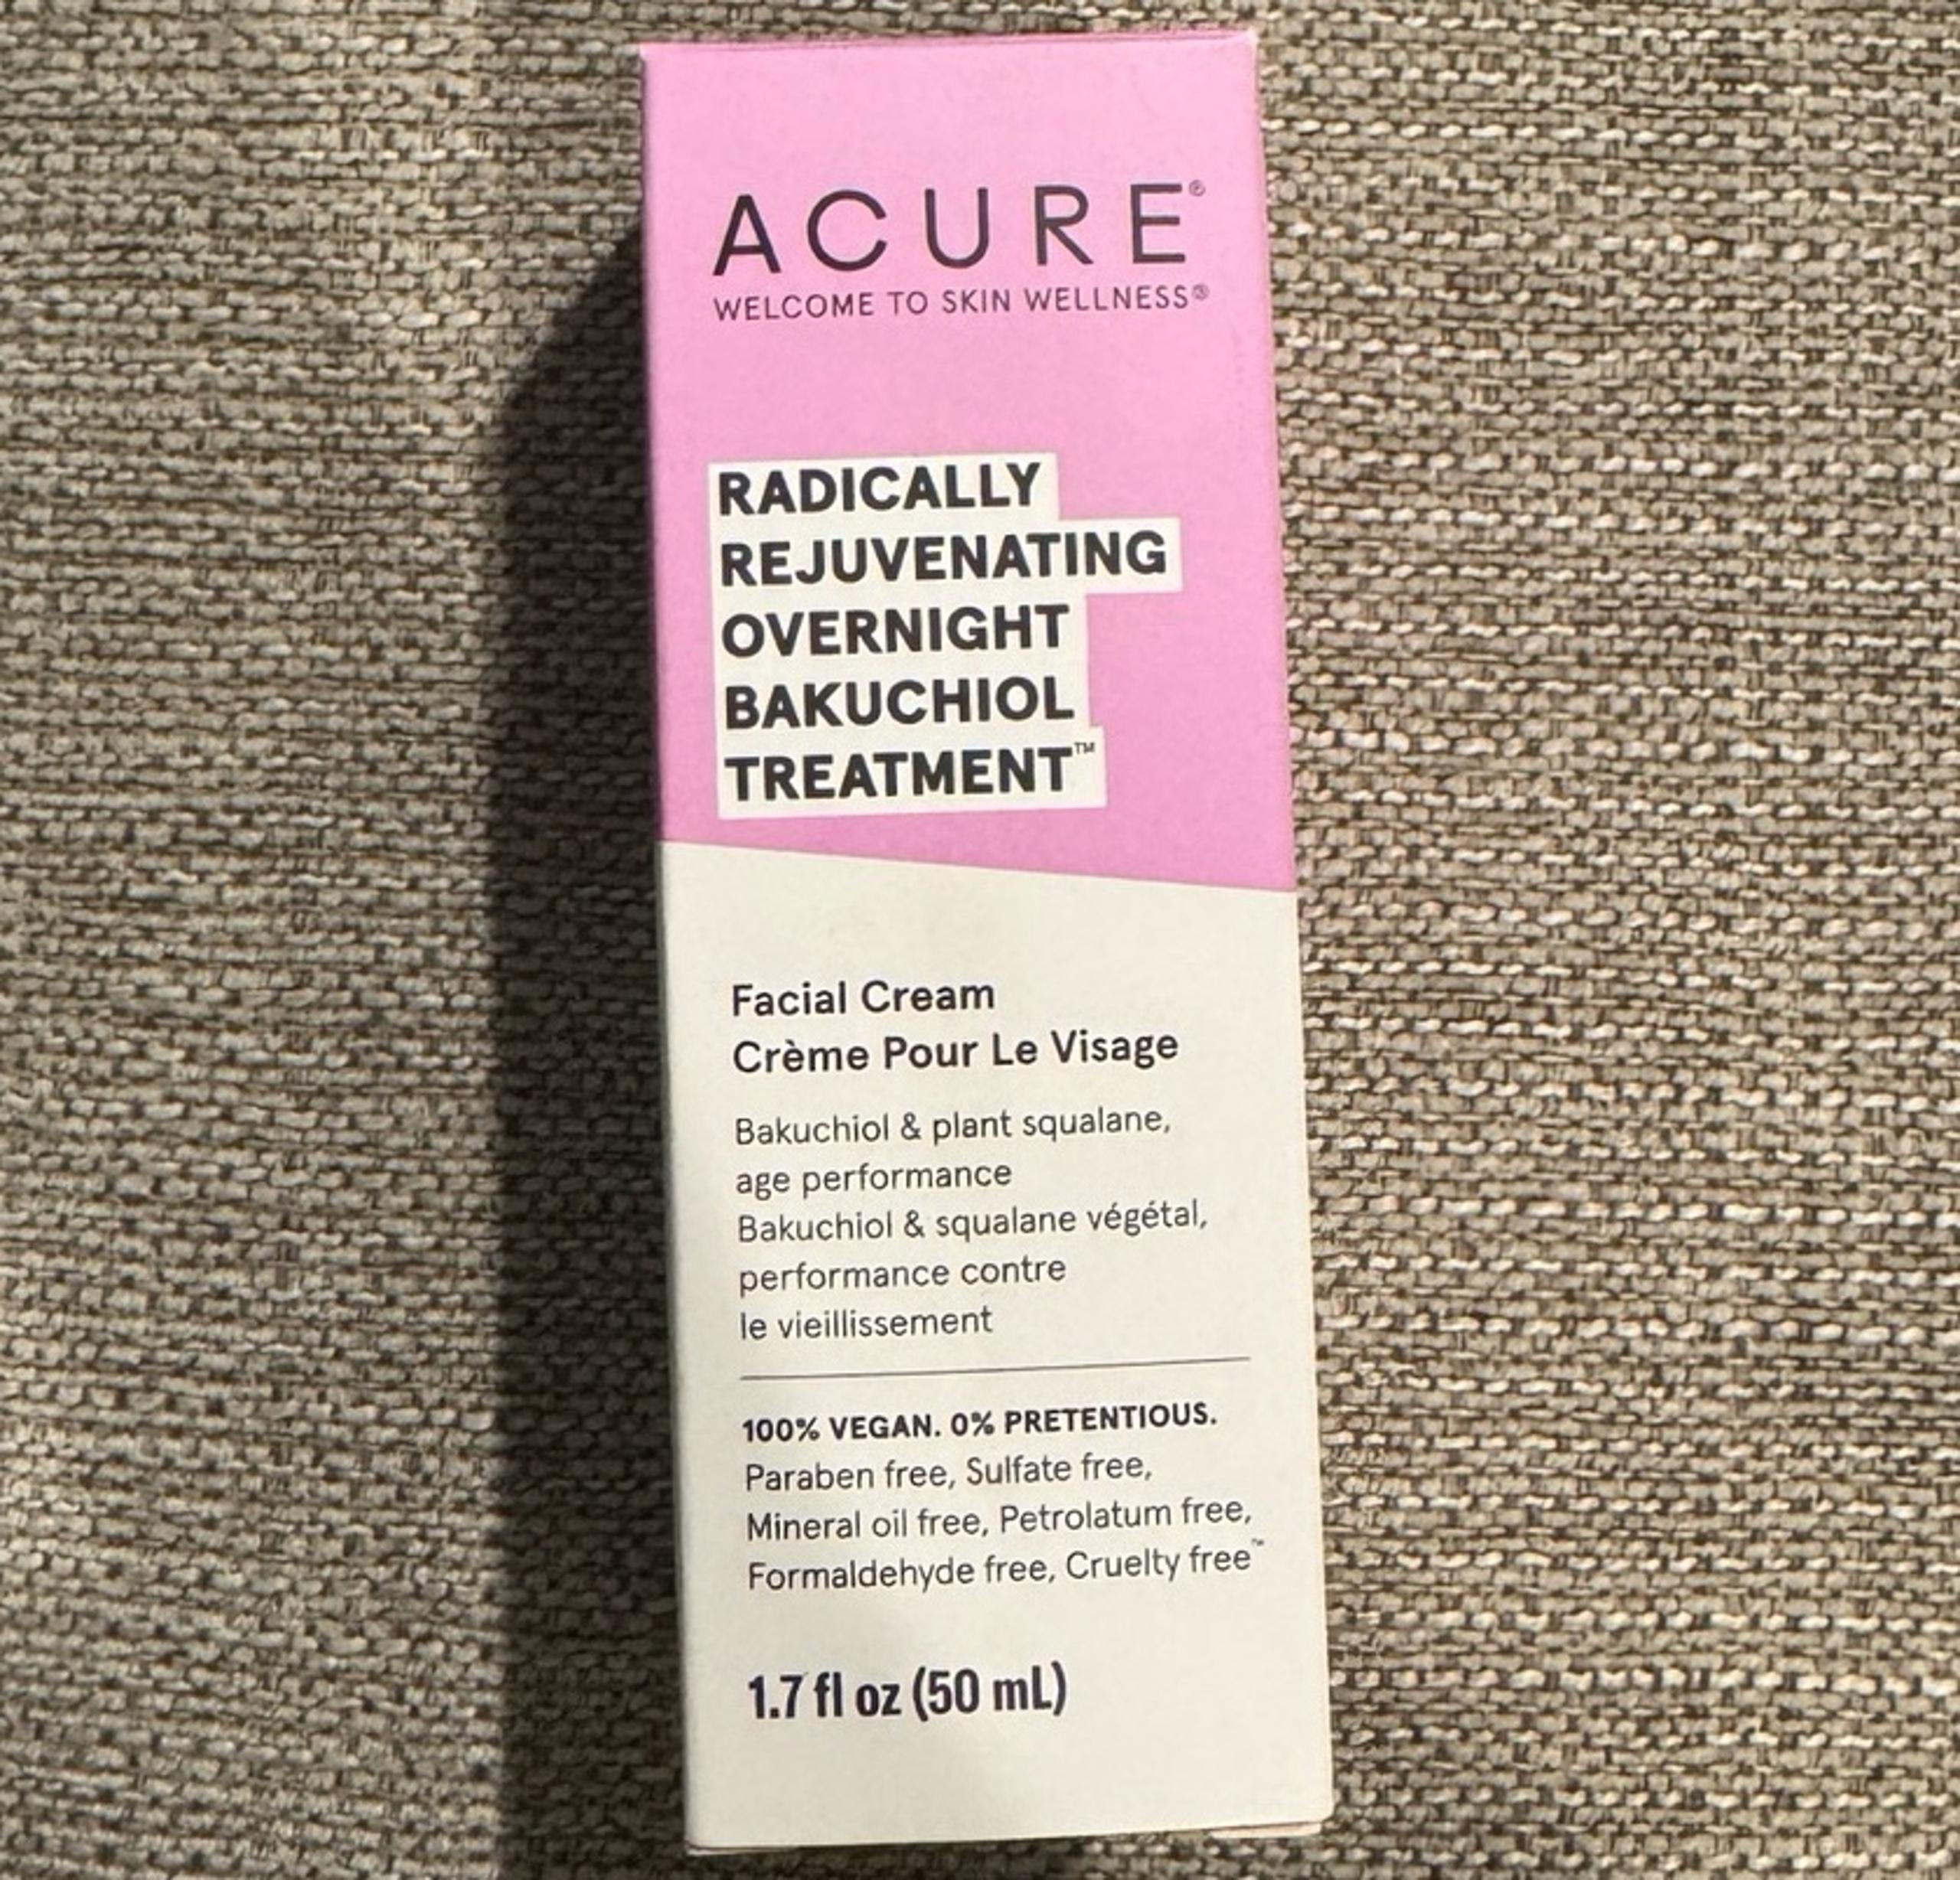 ACURE®
WELCOME TO SKIN WELLNESS®
RADICALLY
REJUVENATING
OVERNIGHT
BAKUCHIOL
TREATMENT™
Facial Cream
Crème Pour Le Visage
Bakuchiol & plant squalane,
age performance
Bakuchiol & squalane végétal,
performance contre
le vieillissement
100% VEGAN. 0% PRETENTIOUS.
Paraben free, Sulfate free,
Mineral oil free, Petrolatum free,
Formaldehyde free, Cruelty free™
1.7 fl oz (50 mL)